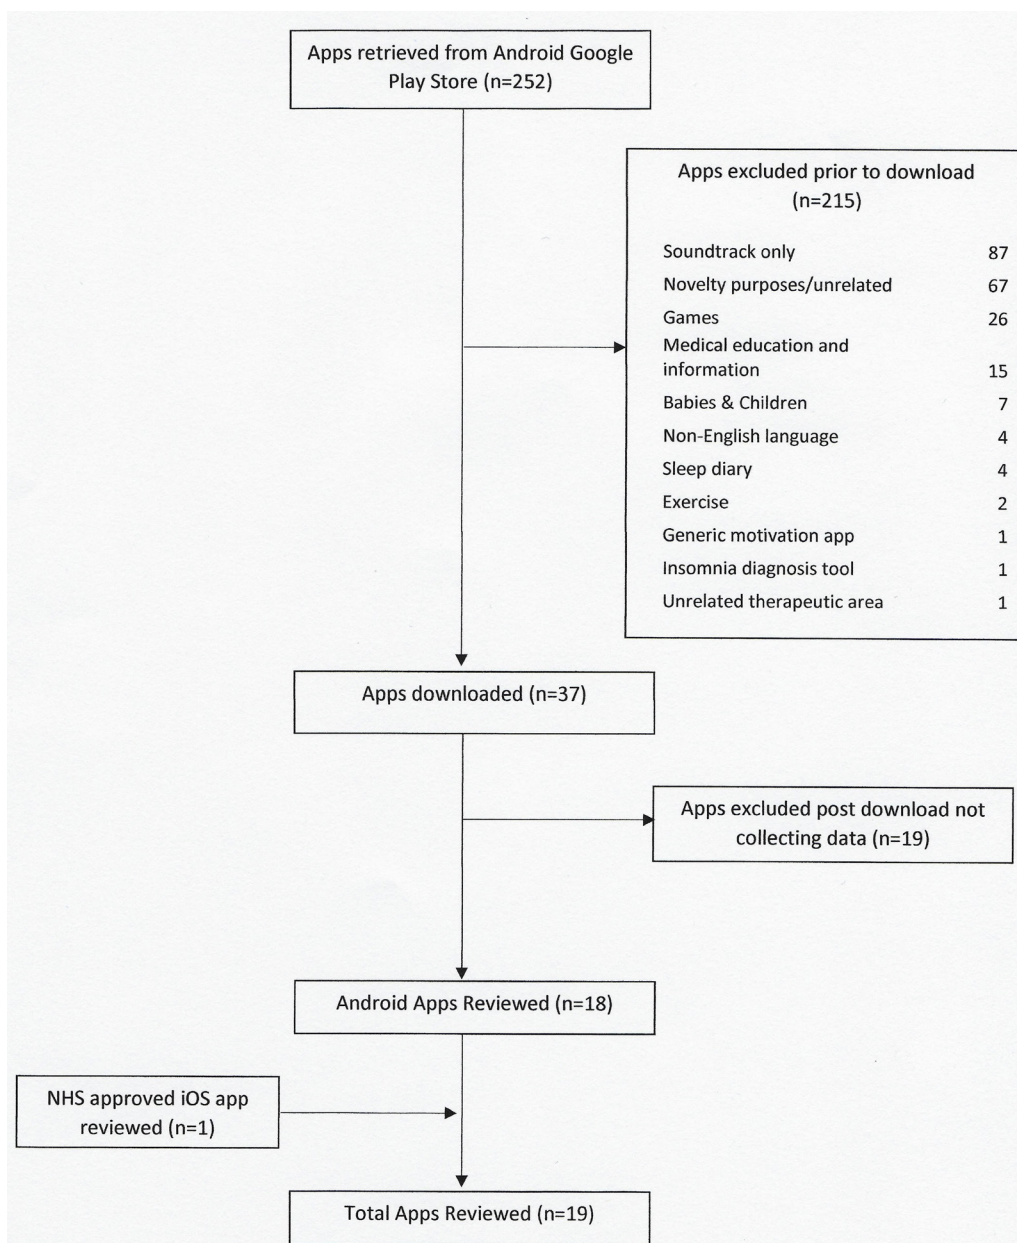 Apps retrieved from Android Google
Play Store (n=252)
Apps excluded prior to download
(n=215)
Soundtrack only 87
Novelty purposes/unrelated 67
Games 26
Medical education and
information 15
Babies & Children 7
Non-English language 4
Sleep diary 4
Exercise 2
Generic motivation app 1
Insomnia diagnosis tool 1
Unrelated therapeutic area 1
Apps downloaded (n=37)
Apps excluded post download not
collecting data (n=19)
Android Apps Reviewed (n=18)
NHS approved iOS app
reviewed (n=1)
Total Apps Reviewed (n=19)